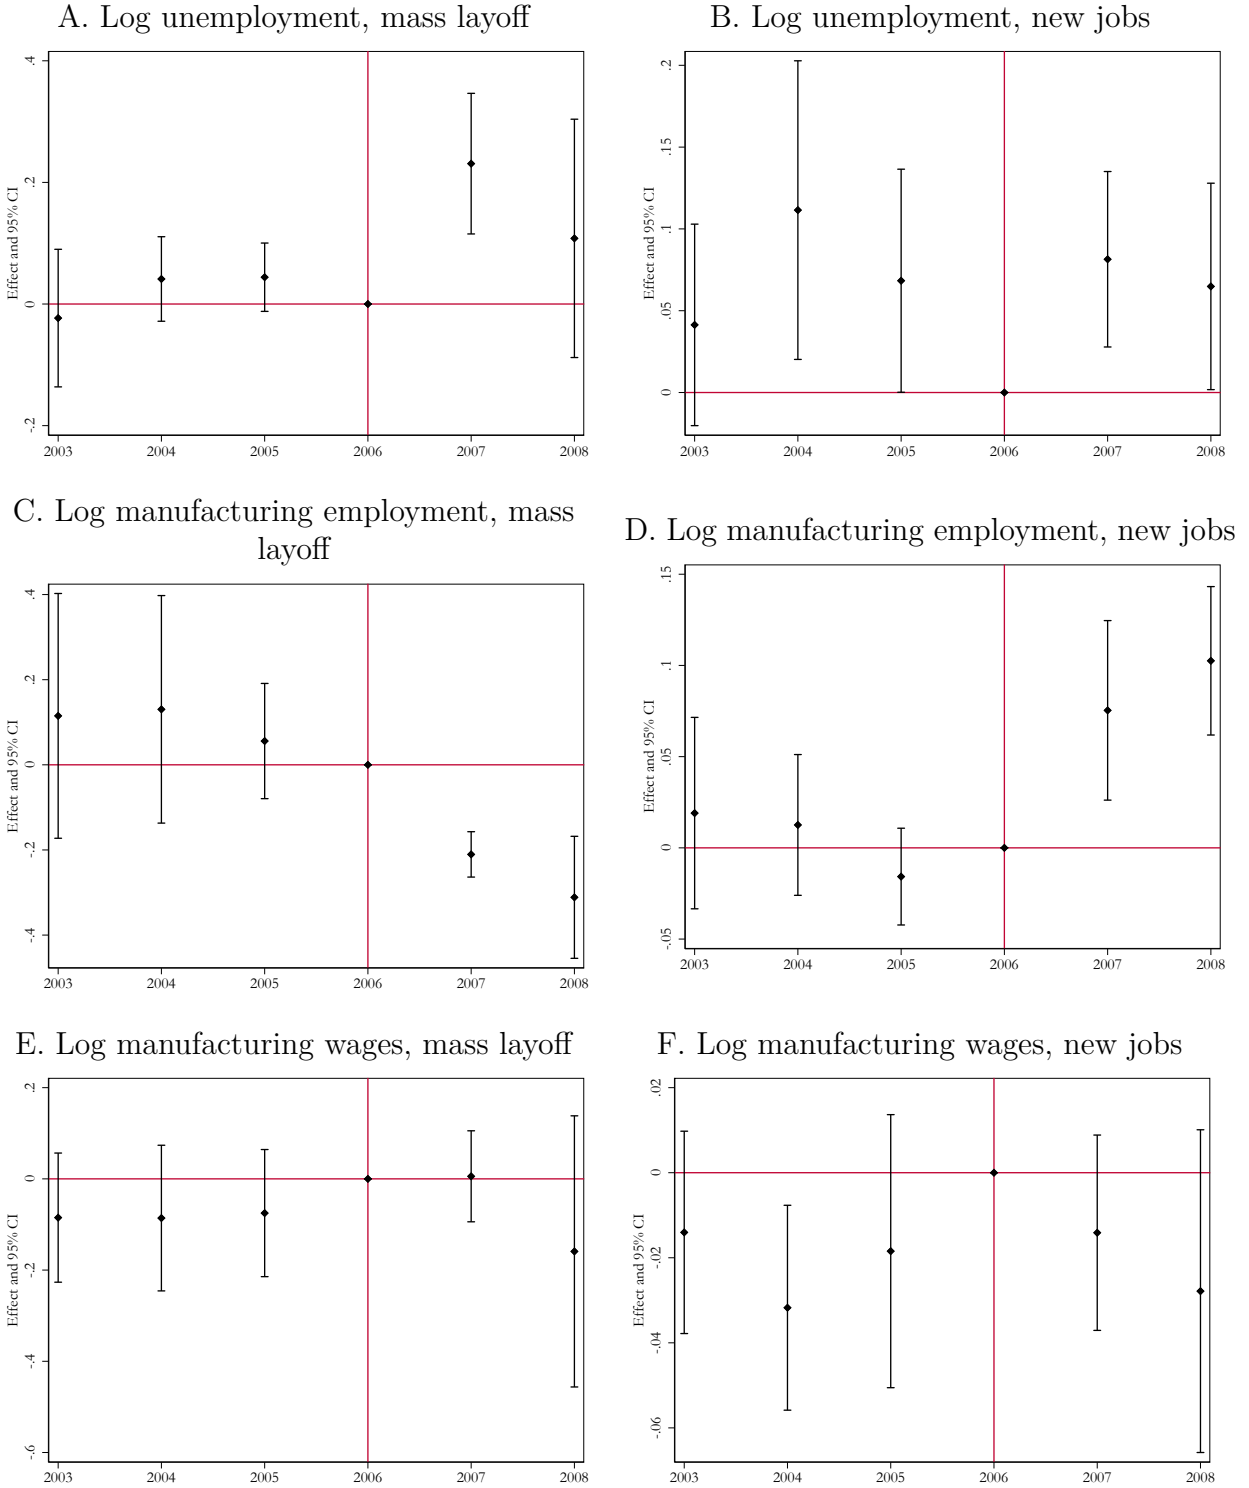 A. Log unemployment, mass layoff
Effect and 95% CI
.4
.2
0
-.2
2003 2004 2005 2006 2007 2008
B. Log unemployment, new jobs
Effect and 95% CI
.2
.15
.1
.05
0
2003 2004 2005 2006 2007 2008
C. Log manufacturing employment, mass
layoff
Effect and 95% CI
.4
.2
0
-.2
-.4
2003 2004 2005 2006 2007 2008
D. Log manufacturing employment, new jobs
Effect and 95% CI
.15
.1
.05
0
-.05
2003 2004 2005 2006 2007 2008
E. Log manufacturing wages, mass layoff
Effect and 95% CI
.2
0
-.2
-.4
-.6
2003 2004 2005 2006 2007 2008
F. Log manufacturing wages, new jobs
Effect and 95% CI
.02
0
-.02
-.04
-.06
2003 2004 2005 2006 2007 2008